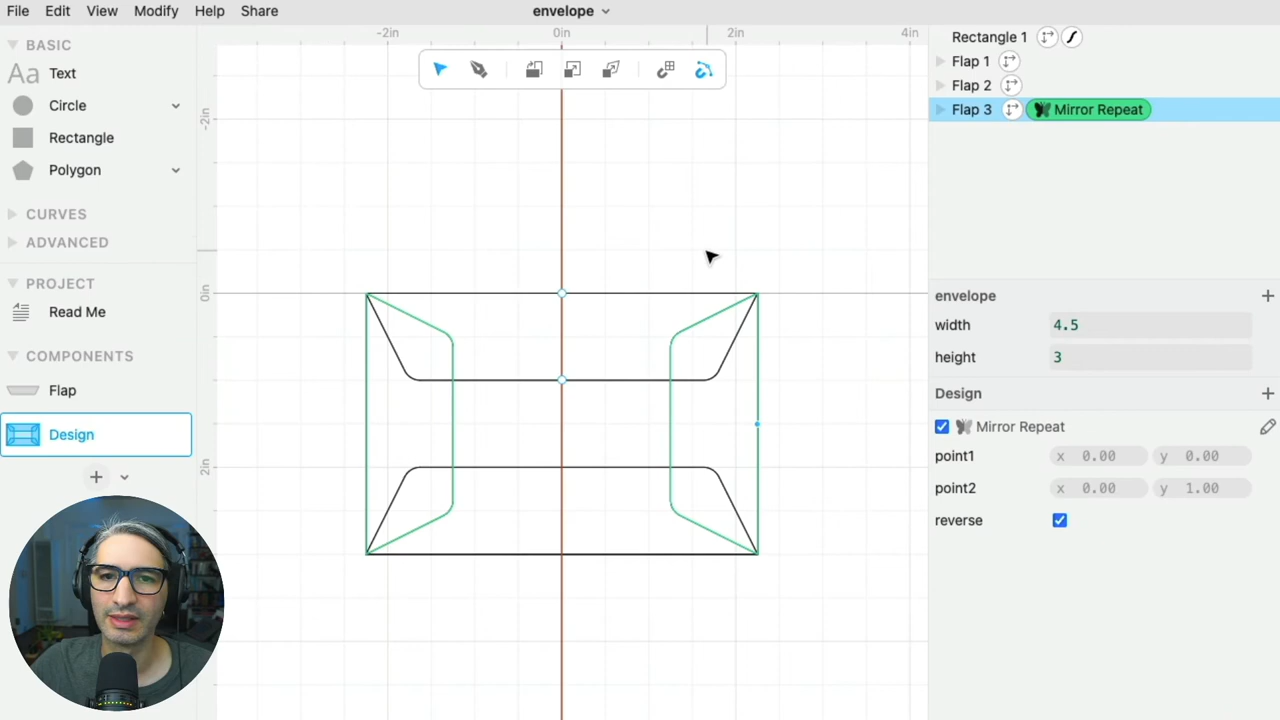 File Edit View Modify Help Share
envelope
BASIC
Aa Text
Circle
Rectangle
Polygon
CURVES
ADVANCED
PROJECT
Read Me
COMPONENTS
Flap
Design
-2in 0in 2in 4in
-2in
0in
2in
Rectangle 1
Flap 1
Flap 2
Flap 3 Mirror Repeat
envelope
width 4.5
height 3
Design
Mirror Repeat
point1 x 0.00 y 0.00
point2 x 0.00 y 1.00
reverse